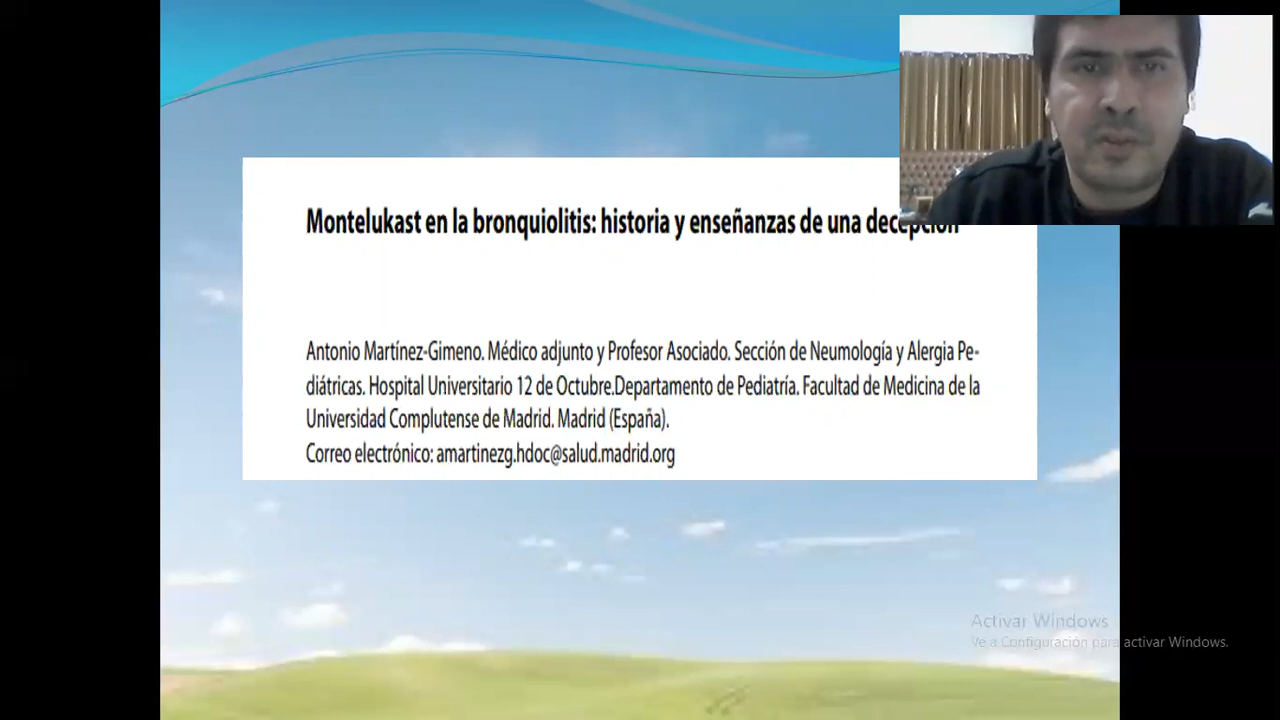 Montelukast en la bronquiolitis: historia y enseñanzas de una decepción
Antonio Martínez-Gimeno. Médico adjunto y Profesor Asociado. Sección de Neumología y Alergia Pe-
diátricas. Hospital Universitario 12 de Octubre.Departamento de Pediatría. Facultad de Medicina de la
Universidad Complutense de Madrid. Madrid (España).
Correo electrónico: amartinezg.hdoc@salud.madrid.org
Activar Windows
Ve a Configuración para activar Windows.